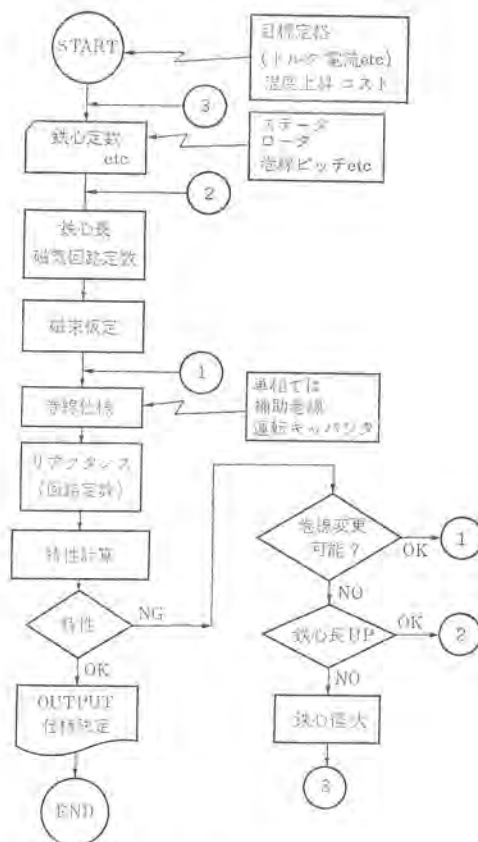 START
目標定格
(トルク 電流etc)
温度上昇 コスト
3
鉄心定数
etc
ステータ
ロータ
巻線ピッチetc
2
鉄心長
磁気回路定数
磁束仮定
1
巻線仕様
単相では
補助巻線
運転キャパシタ
リアクタンス
(回路定数)
特性計算
特性
NG
OK
OUTPUT
仕様決定
END
巻線変更
可能?
OK
1
NO
鉄心長UP
OK
2
NO
鉄心径大
3